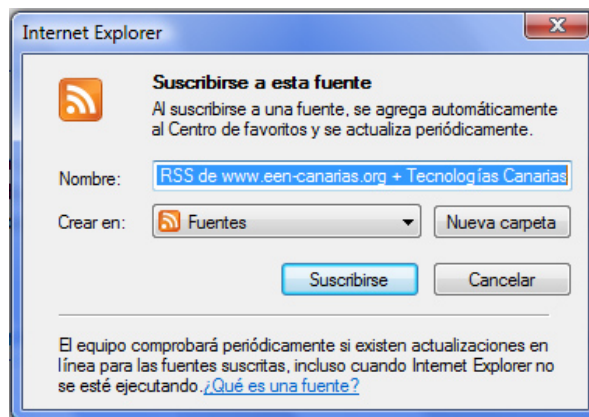 Internet Explorer
Suscribirse a esta fuente
Al suscribirse a una fuente, se agrega automáticamente
al Centro de favoritos y se actualiza periódicamente.
Nombre: RSS de www.een-canarias.org + Tecnologías Canarias
Crear en: Fuentes Nueva carpeta
Suscribirse Cancelar
El equipo comprobará periódicamente si existen actualizaciones en
línea para las fuentes suscritas, incluso cuando Internet Explorer no
se esté ejecutando.¿Qué es una fuente?